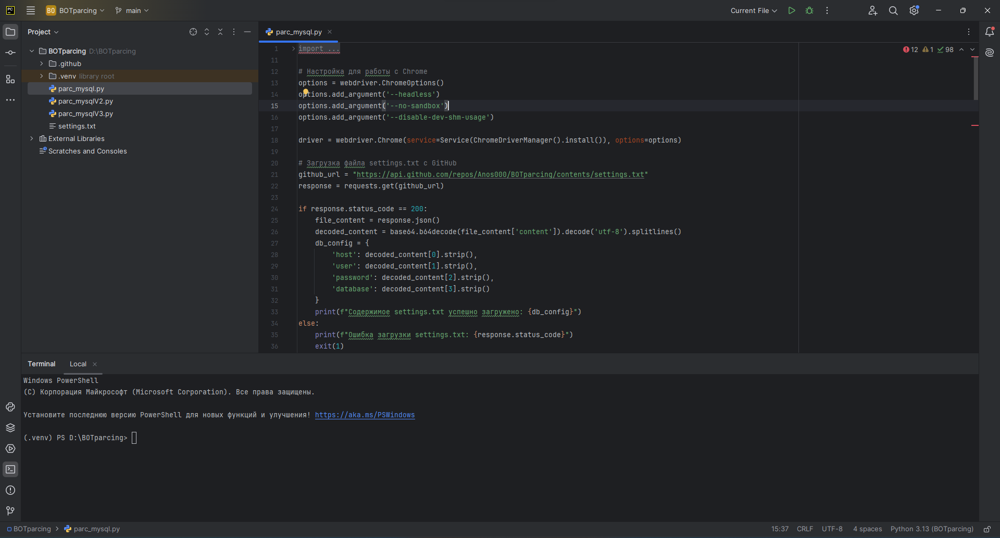 PC
BO BOTparcing
main
Current File
Project
parc_mysql.py
BOTparcing D:\BOTparcing
.github
.venv library root
parc_mysql.py
parc_mysqlV2.py
parc_mysqlV3.py
settings.txt
External Libraries
Scratches and Consoles
12 1 98
1 import ...
11
12 # Настройка для работы с Chrome
13 options = webdriver.ChromeOptions()
14 options.add_argument('--headless')
15 options.add_argument('--no-sandbox')
16 options.add_argument('--disable-dev-shm-usage')
17
18 driver = webdriver.Chrome(service=Service(ChromeDriverManager().install()), options=options)
19
20 # Загрузка файла settings.txt с GitHub
21 github_url = "https://api.github.com/repos/Anos000/BOTparcing/contents/settings.txt"
22 response = requests.get(github_url)
23
24 if response.status_code == 200:
25 file_content = response.json()
26 decoded_content = base64.b64decode(file_content['content']).decode('utf-8').splitlines()
27 db_config = {
28 'host': decoded_content[0].strip(),
29 'user': decoded_content[1].strip(),
30 'password': decoded_content[2].strip(),
31 'database': decoded_content[3].strip()
32 }
33 print(f"Содержимое settings.txt успешно загружено: {db_config}")
34 else:
35 print(f"Ошибка загрузки settings.txt: {response.status_code}")
36 exit(1)
Terminal Local
Windows PowerShell
(C) Корпорация Майкрософт (Microsoft Corporation). Все права защищены.
Установите последнюю версию PowerShell для новых функций и улучшения! https://aka.ms/PSWindows
(.venv) PS D:\BOTparcing>
BOTparcing parc_mysql.py
15:37 CRLF UTF-8 4 spaces Python 3.13 (BOTparcing)